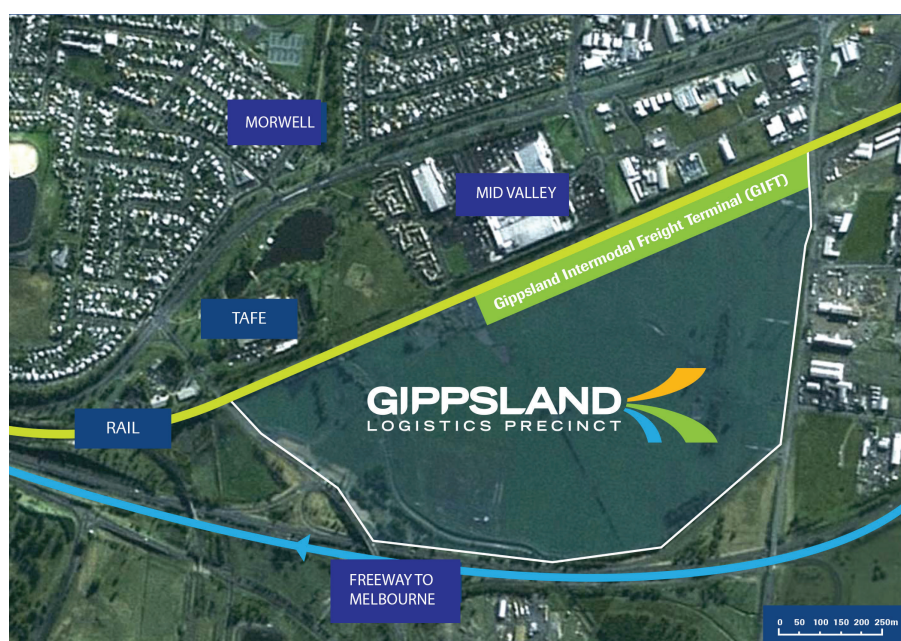 MORWELL
MID VALLEY
Gippsland Intermodal Freight Terminal (GIFT)
TAFE
GIPPSLAND
LOGISTICS PRECINCT
RAIL
FREEWAY TO
MELBOURNE
0 50 100 150 200 250m